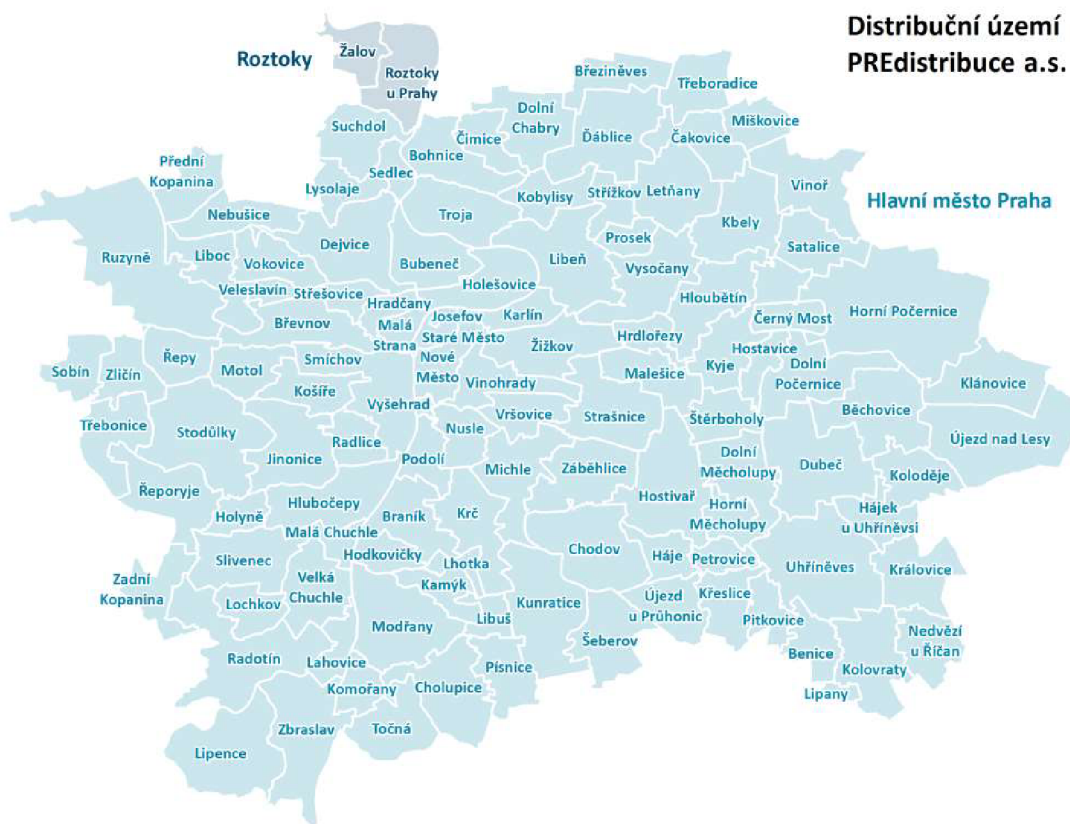 Distribuční území
PREdistribuce a.s.
Roztoky
Žalov
Roztoky
u Prahy
Březiněves
Třeboradice
Dolní
Chabry
Miškovice
Suchdol
Čimice
Ďáblice
Čakovice
Bohnice
Přední
Kopanina
Sedlec
Lysolaje
Kobylisy
Střížkov
Letňany
Vinoř
Hlavní město Praha
Nebušice
Troja
Kbely
Ruzyně
Liboc
Dejvice
Prosek
Satalice
Vokovice
Bubeneč
Libeň
Vysočany
Veleslavín
Střešovice
Holešovice
Hloubětín
Hradčany
Horní Počernice
Břevnov
Malá
Strana
Josefov
Karlín
Černý Most
Staré Město
Hrdlořezy
Žižkov
Hostavice
Sobín
Zličín
Řepy
Motol
Smíchov
Nové
Město
Malešice
Kyje
Dolní
Počernice
Klánovice
Košíře
Vinohrady
Vyšehrad
Vršovice
Strašnice
Štěrboholy
Běchovice
Třebonice
Stodůlky
Radlice
Nusle
Újezd nad Lesy
Jinonice
Podolí
Michle
Záběhlice
Dolní
Měcholupy
Dubeč
Koloděje
Řeporyje
Hlubočepy
Hostivař
Horní
Měcholupy
Hájek
u Uhříněvsi
Holyně
Braník
Krč
Malá Chuchle
Slivenec
Hodkovičky
Chodov
Háje
Petrovice
Uhříněves
Královice
Zadní
Kopanina
Velká
Chuchle
Lhotka
Kamýk
Lochkov
Kunratice
Újezd
u Průhonic
Křeslice
Libuš
Modřany
Pitkovice
Šeberov
Nedvězí
u Říčan
Radotín
Lahovice
Písnice
Benice
Kolovraty
Komořany
Cholupice
Lipany
Zbraslav
Točná
Lipence